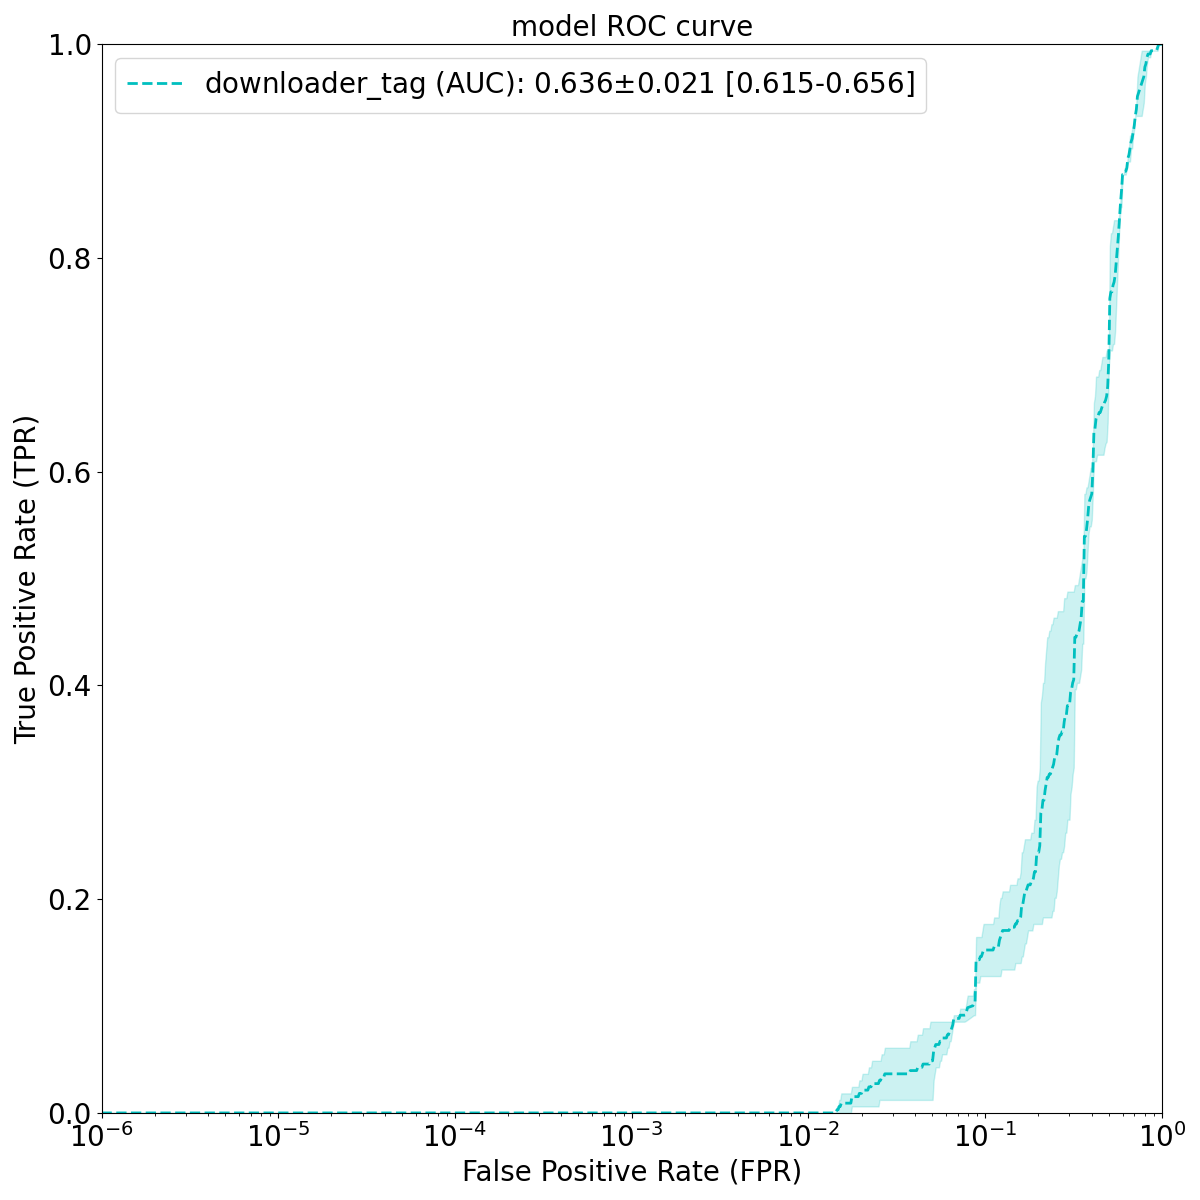 model ROC curve
downloader_tag (AUC): 0.636±0.021 [0.615-0.656]
True Positive Rate (TPR)
1.0
0.8
0.6
0.4
0.2
0.0
10⁻⁶ 10⁻⁵ 10⁻⁴ 10⁻³ 10⁻² 10⁻¹ 10⁰
False Positive Rate (FPR)